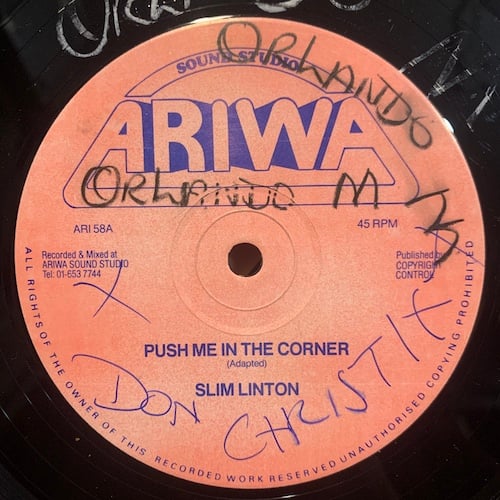 ORLANDO
SOUND STUDIO
ORLANDO M
ARIWA
ORLANDO M
ARI 58A
45 RPM
Recorded & Mixed at
ARIWA SOUND STUDIO
Tel: 01-653 7744
Published by
COPYRIGHT
CONTROL
X
PUSH ME IN THE CORNER
(Adapted)
SLIM LINTON
DON CHRISTIE
ALL RIGHTS OF THE OWNER OF THIS RECORDED WORK RESERVED UNAUTHORISED COPYING PROHIBITED